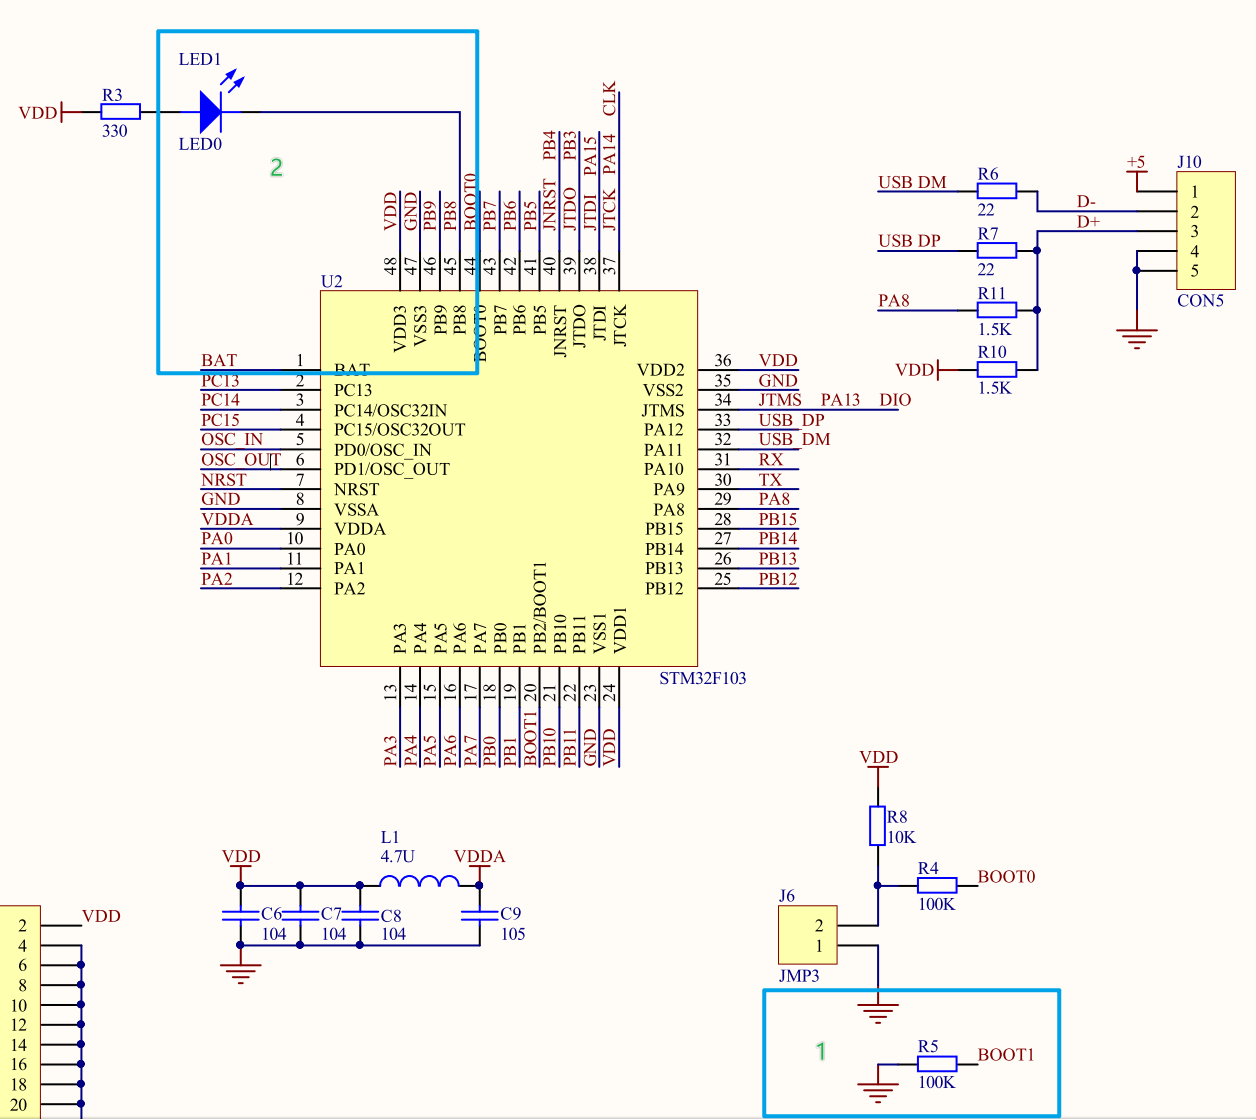 LED1
R3
VDD
330
LED0
2
VDD
GND
PB9
PB8
BOOT0
PB7
PB6
PB5
JNRST PB4
JTDO PB3
JTDI PA15
JTCK PA14 CLK
48
47
46
45
44
43
42
41
40
39
38
37
U2
VDD3
VSS3
PB9
PB8
BOOT0
PB7
PB6
PB5
JNRST
JTDO
JTDI
JTCK
BAT 1 BAT
PC13 2 PC13
PC14 3 PC14/OSC32IN
PC15 4 PC15/OSC32OUT
OSC_IN 5 PD0/OSC_IN
OSC_OUT 6 PD1/OSC_OUT
NRST 7 NRST
GND 8 VSSA
VDDA 9 VDDA
PA0 10 PA0
PA1 11 PA1
PA2 12 PA2
VDD2 36 VDD
VSS2 35 GND
JTMS 34 JTMS PA13 DIO
PA12 33 USB_DP
PA11 32 USB_DM
PA10 31 RX
PA9 30 TX
PA8 29 PA8
PB15 28 PB15
PB14 27 PB14
PB13 26 PB13
PB12 25 PB12
PA3
PA4
PA5
PA6
PA7
PB0
PB1
PB2/BOOT1
PB10
PB11
VSS1
VDD1
13
14
15
16
17
18
19
20
21
22
23
24
PA3
PA4
PA5
PA6
PA7
PB0
PB1
BOOT1
PB10
PB11
GND
VDD
STM32F103
USB DM
R6
22
USB DP
R7
22
PA8
R11
1.5K
VDD
R10
1.5K
D-
D+
+5
J10
1
2
3
4
5
CON5
VDD
L1
4.7U
VDDA
C6
104
C7
104
C8
104
C9
105
VDD
R8
10K
R4
100K
BOOT0
J6
2
1
JMP3
1
R5
100K
BOOT1
2 VDD
4
6
8
10
12
14
16
18
20